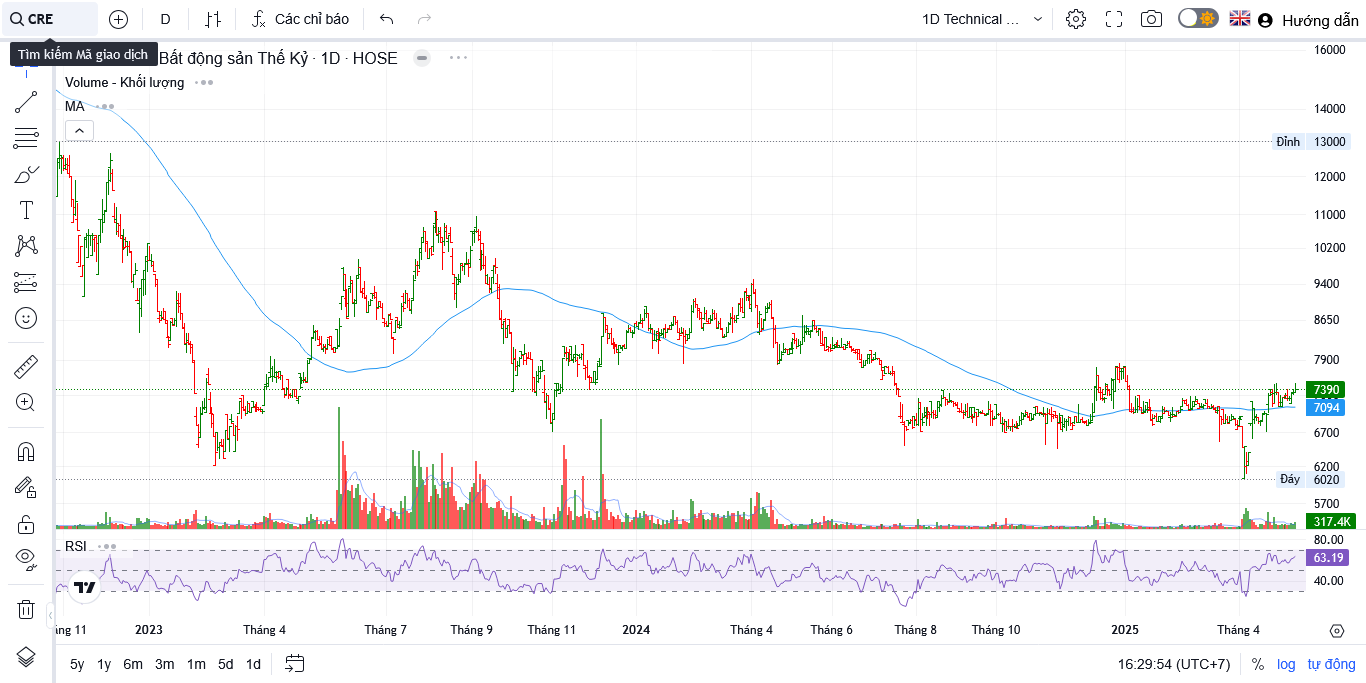 CRE
D
Các chỉ báo
1D Technical ...
Hướng dẫn
Tìm kiếm Mã giao dịch
Bất động sản Thế Kỷ · 1D · HOSE
Volume - Khối lượng
MA
16000
14000
Đỉnh 13000
12000
11000
10200
9400
8650
7900
7390
7094
6700
6200
Đáy 6020
5700
317.4K
RSI
80.00
63.19
40.00
ng 11 2023 Tháng 4 Tháng 7 Tháng 9 Tháng 11 2024 Tháng 4 Tháng 6 Tháng 8 Tháng 10 2025 Tháng 4
5y 1y 6m 3m 1m 5d 1d
16:29:54 (UTC+7) % log tự động